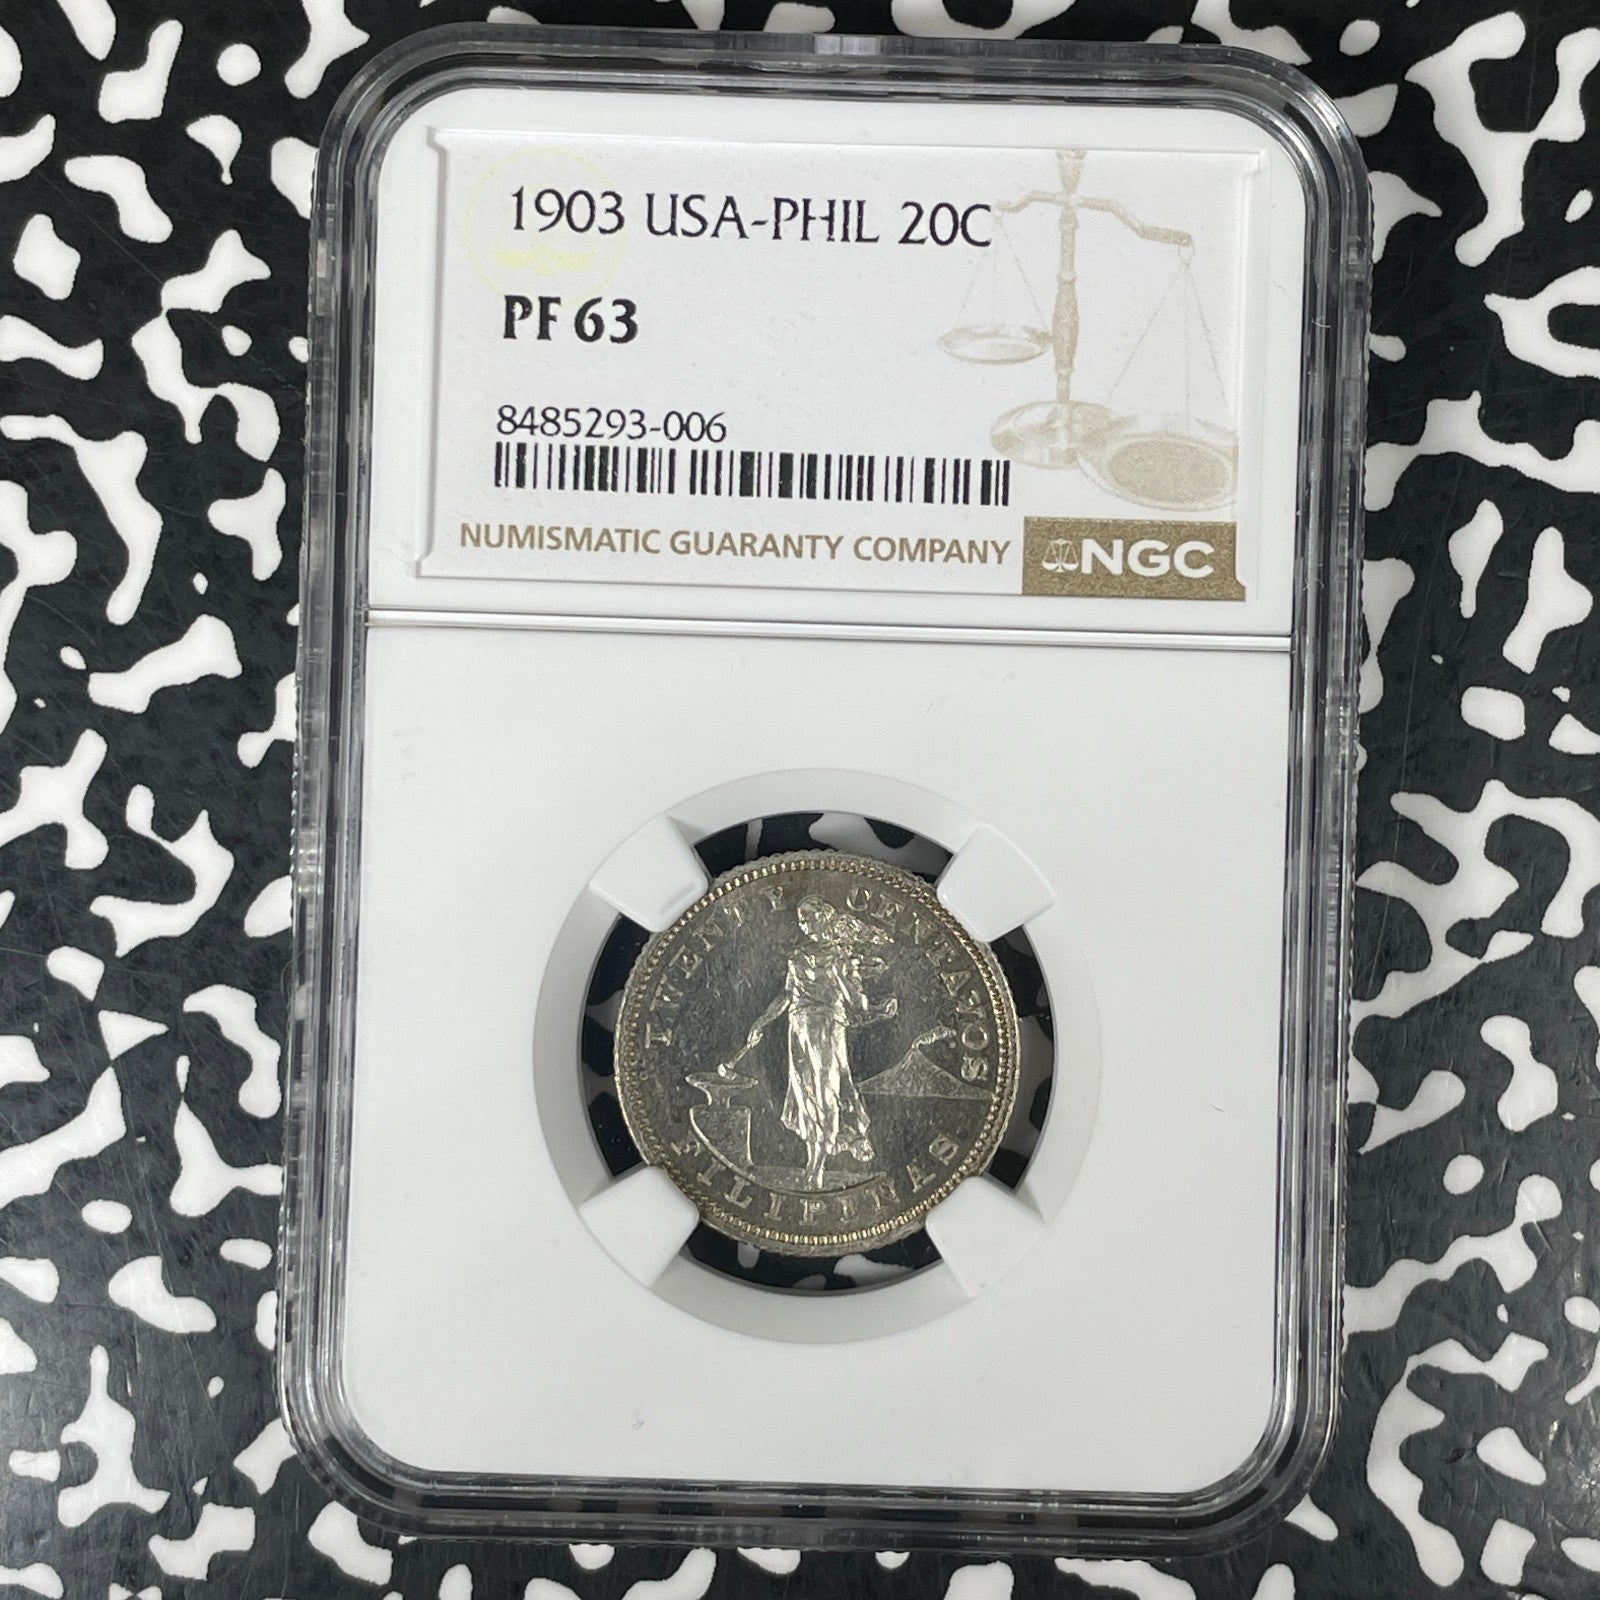 1903 USA-PHIL 20C
PF 63
8485293-006
NUMISMATIC GUARANTY COMPANY
NGC
TWENTY CENTAVOS
FILIPINAS